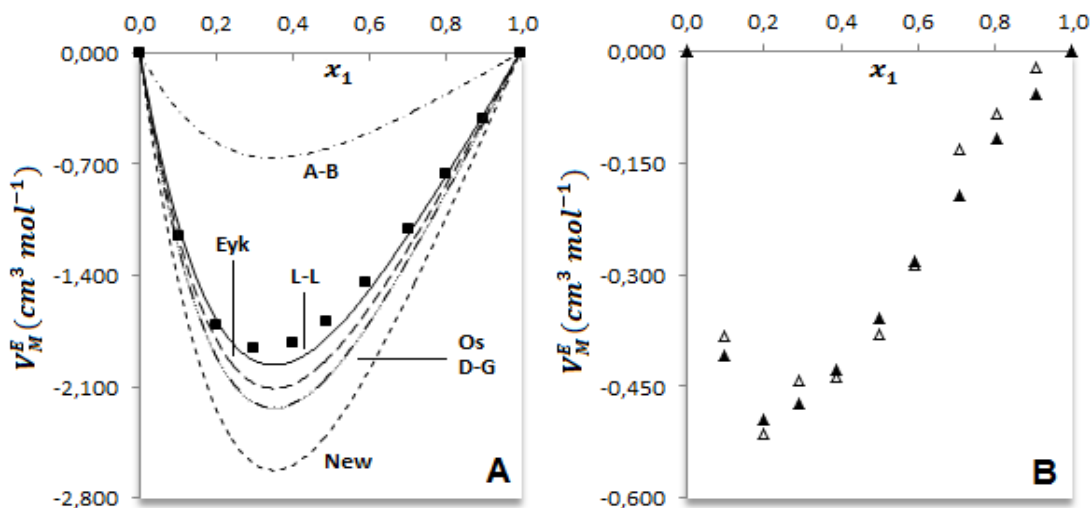 0,0 0,2 0,4 0,6 0,8 1,0
0,000
-0,700
-1,400
-2,100
-2,800
x₁
V_M^E (cm³ mol⁻¹)
A-B
Eyk
L-L
Os
D-G
New
A
0,0 0,2 0,4 0,6 0,8 1,0
0,000
-0,150
-0,300
-0,450
-0,600
x₁
V_M^E (cm³ mol⁻¹)
B